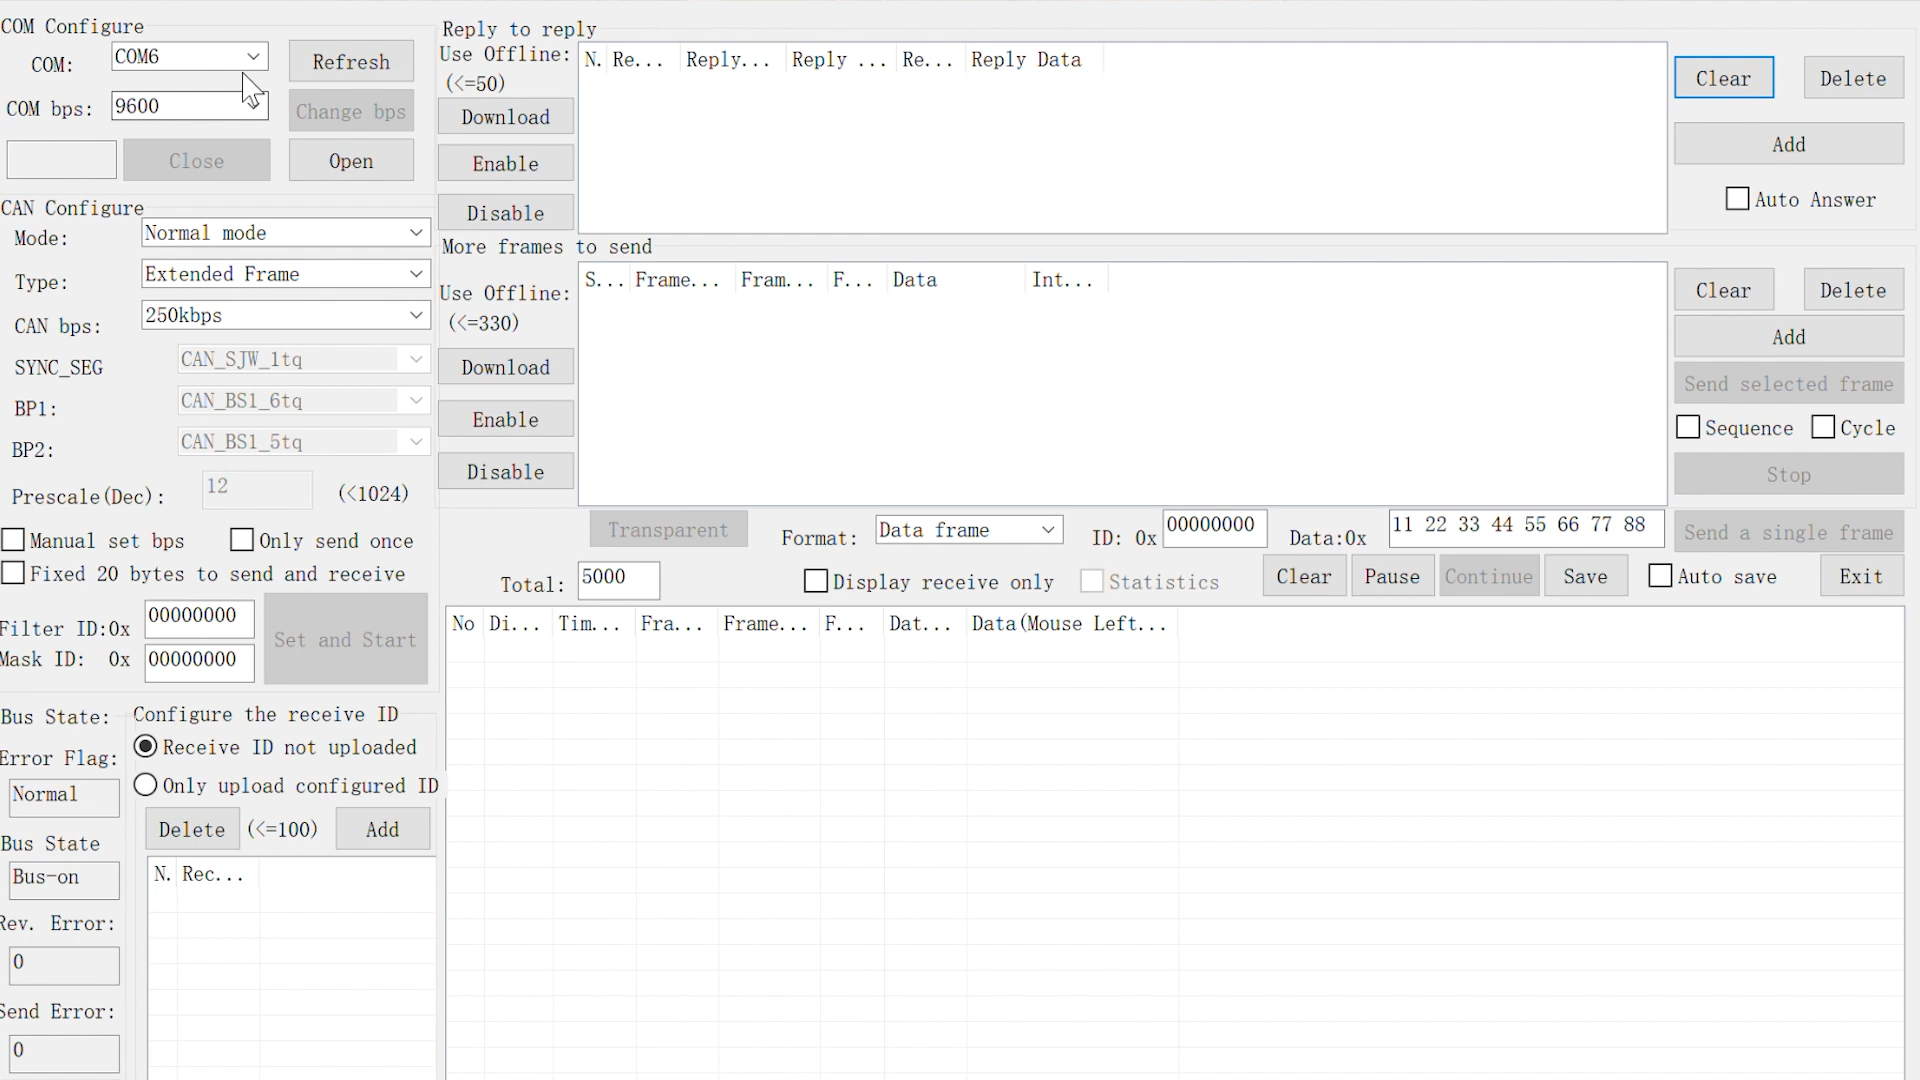 COM Configure
COM: COM6 Refresh
COM bps: 9600 Change bps
Close Open
CAN Configure
Mode: Normal mode
Type: Extended Frame
CAN bps: 250kbps
SYNC_SEG CAN_SJW_1tq
BP1: CAN_BS1_6tq
BP2: CAN_BS1_5tq
Prescale(Dec): 12 (<1024)
Manual set bps Only send once
Fixed 20 bytes to send and receive
Filter ID:0x 00000000
Mask ID: 0x 00000000
Set and Start
Bus State:
Error Flag:
Normal
Bus State
Bus-on
Rev. Error:
0
Send Error:
0
Configure the receive ID
Receive ID not uploaded
Only upload configured ID
Delete (<=100) Add
N. Rec...
Reply to reply
Use Offline:
(<=50)
Download
Enable
Disable
N. Re... Reply... Reply ... Re... Reply Data
Clear Delete
Add
Auto Answer
More frames to send
Use Offline:
(<=330)
Download
Enable
Disable
S... Frame... Fram... F... Data Int...
Clear Delete
Add
Send selected frame
Sequence Cycle
Stop
Transparent Format: Data frame ID: 0x 00000000 Data:0x 11 22 33 44 55 66 77 88 Send a single frame
Total: 5000 Display receive only Statistics Clear Pause Continue Save Auto save Exit
No Di... Tim... Fra... Frame... F... Dat... Data(Mouse Left...